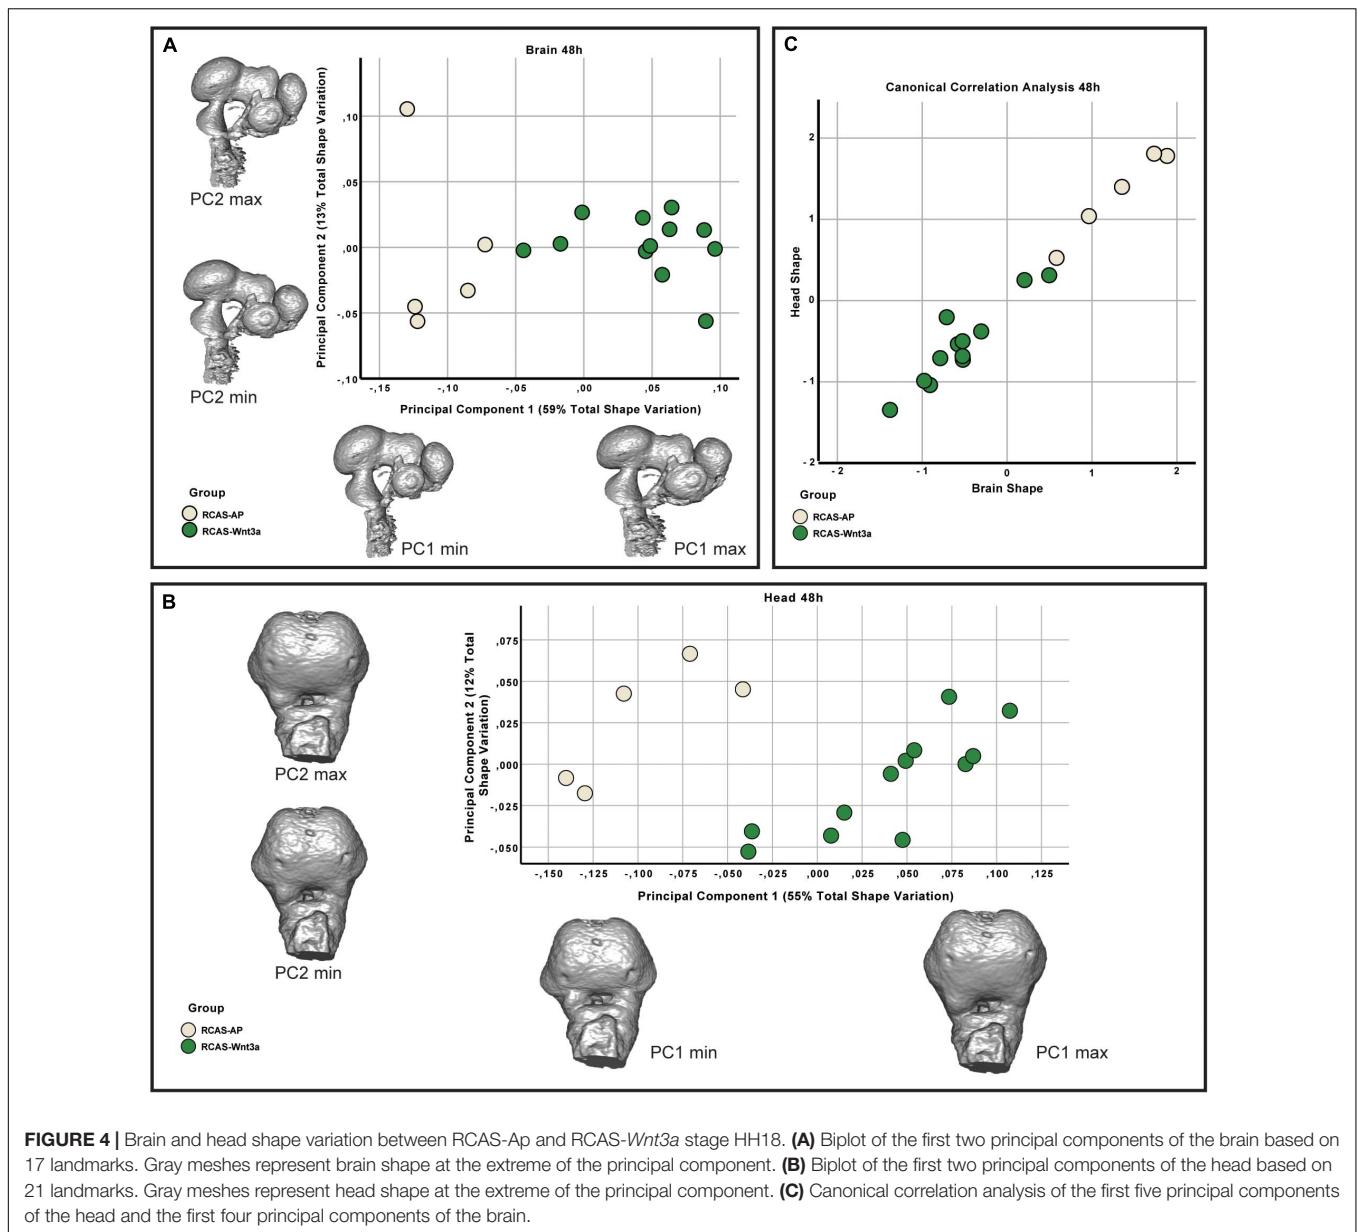 A
Brain 48h
Principal Component 2 (13% Total Shape Variation)
,10
,05
,00
-,05
-,10
-,15
-,10
-,05
,00
,05
,10
Principal Component 1 (59% Total Shape Variation)
PC2 max
PC2 min
PC1 min
PC1 max
Group
RCAS-AP
RCAS-Wnt3a
C
Canonical Correlation Analysis 48h
Head Shape
2
1
0
- 1
- 2
- 2
- 1
0
1
2
Brain Shape
Group
RCAS-AP
RCAS-Wnt3a
B
Head 48h
Principal Component 2 (12% Total
Shape Variation)
,075
,050
,025
,000
-,025
-,050
-,150
-,125
-,100
-,075
-,050
-,025
,000
,025
,050
,075
,100
,125
Principal Component 1 (55% Total Shape Variation)
PC2 max
PC2 min
PC1 min
PC1 max
Group
RCAS-AP
RCAS-Wnt3a
FIGURE 4 | Brain and head shape variation between RCAS-Ap and RCAS-Wnt3a stage HH18. (A) Biplot of the first two principal components of the brain based on
17 landmarks. Gray meshes represent brain shape at the extreme of the principal component. (B) Biplot of the first two principal components of the head based on
21 landmarks. Gray meshes represent head shape at the extreme of the principal component. (C) Canonical correlation analysis of the first five principal components
of the head and the first four principal components of the brain.